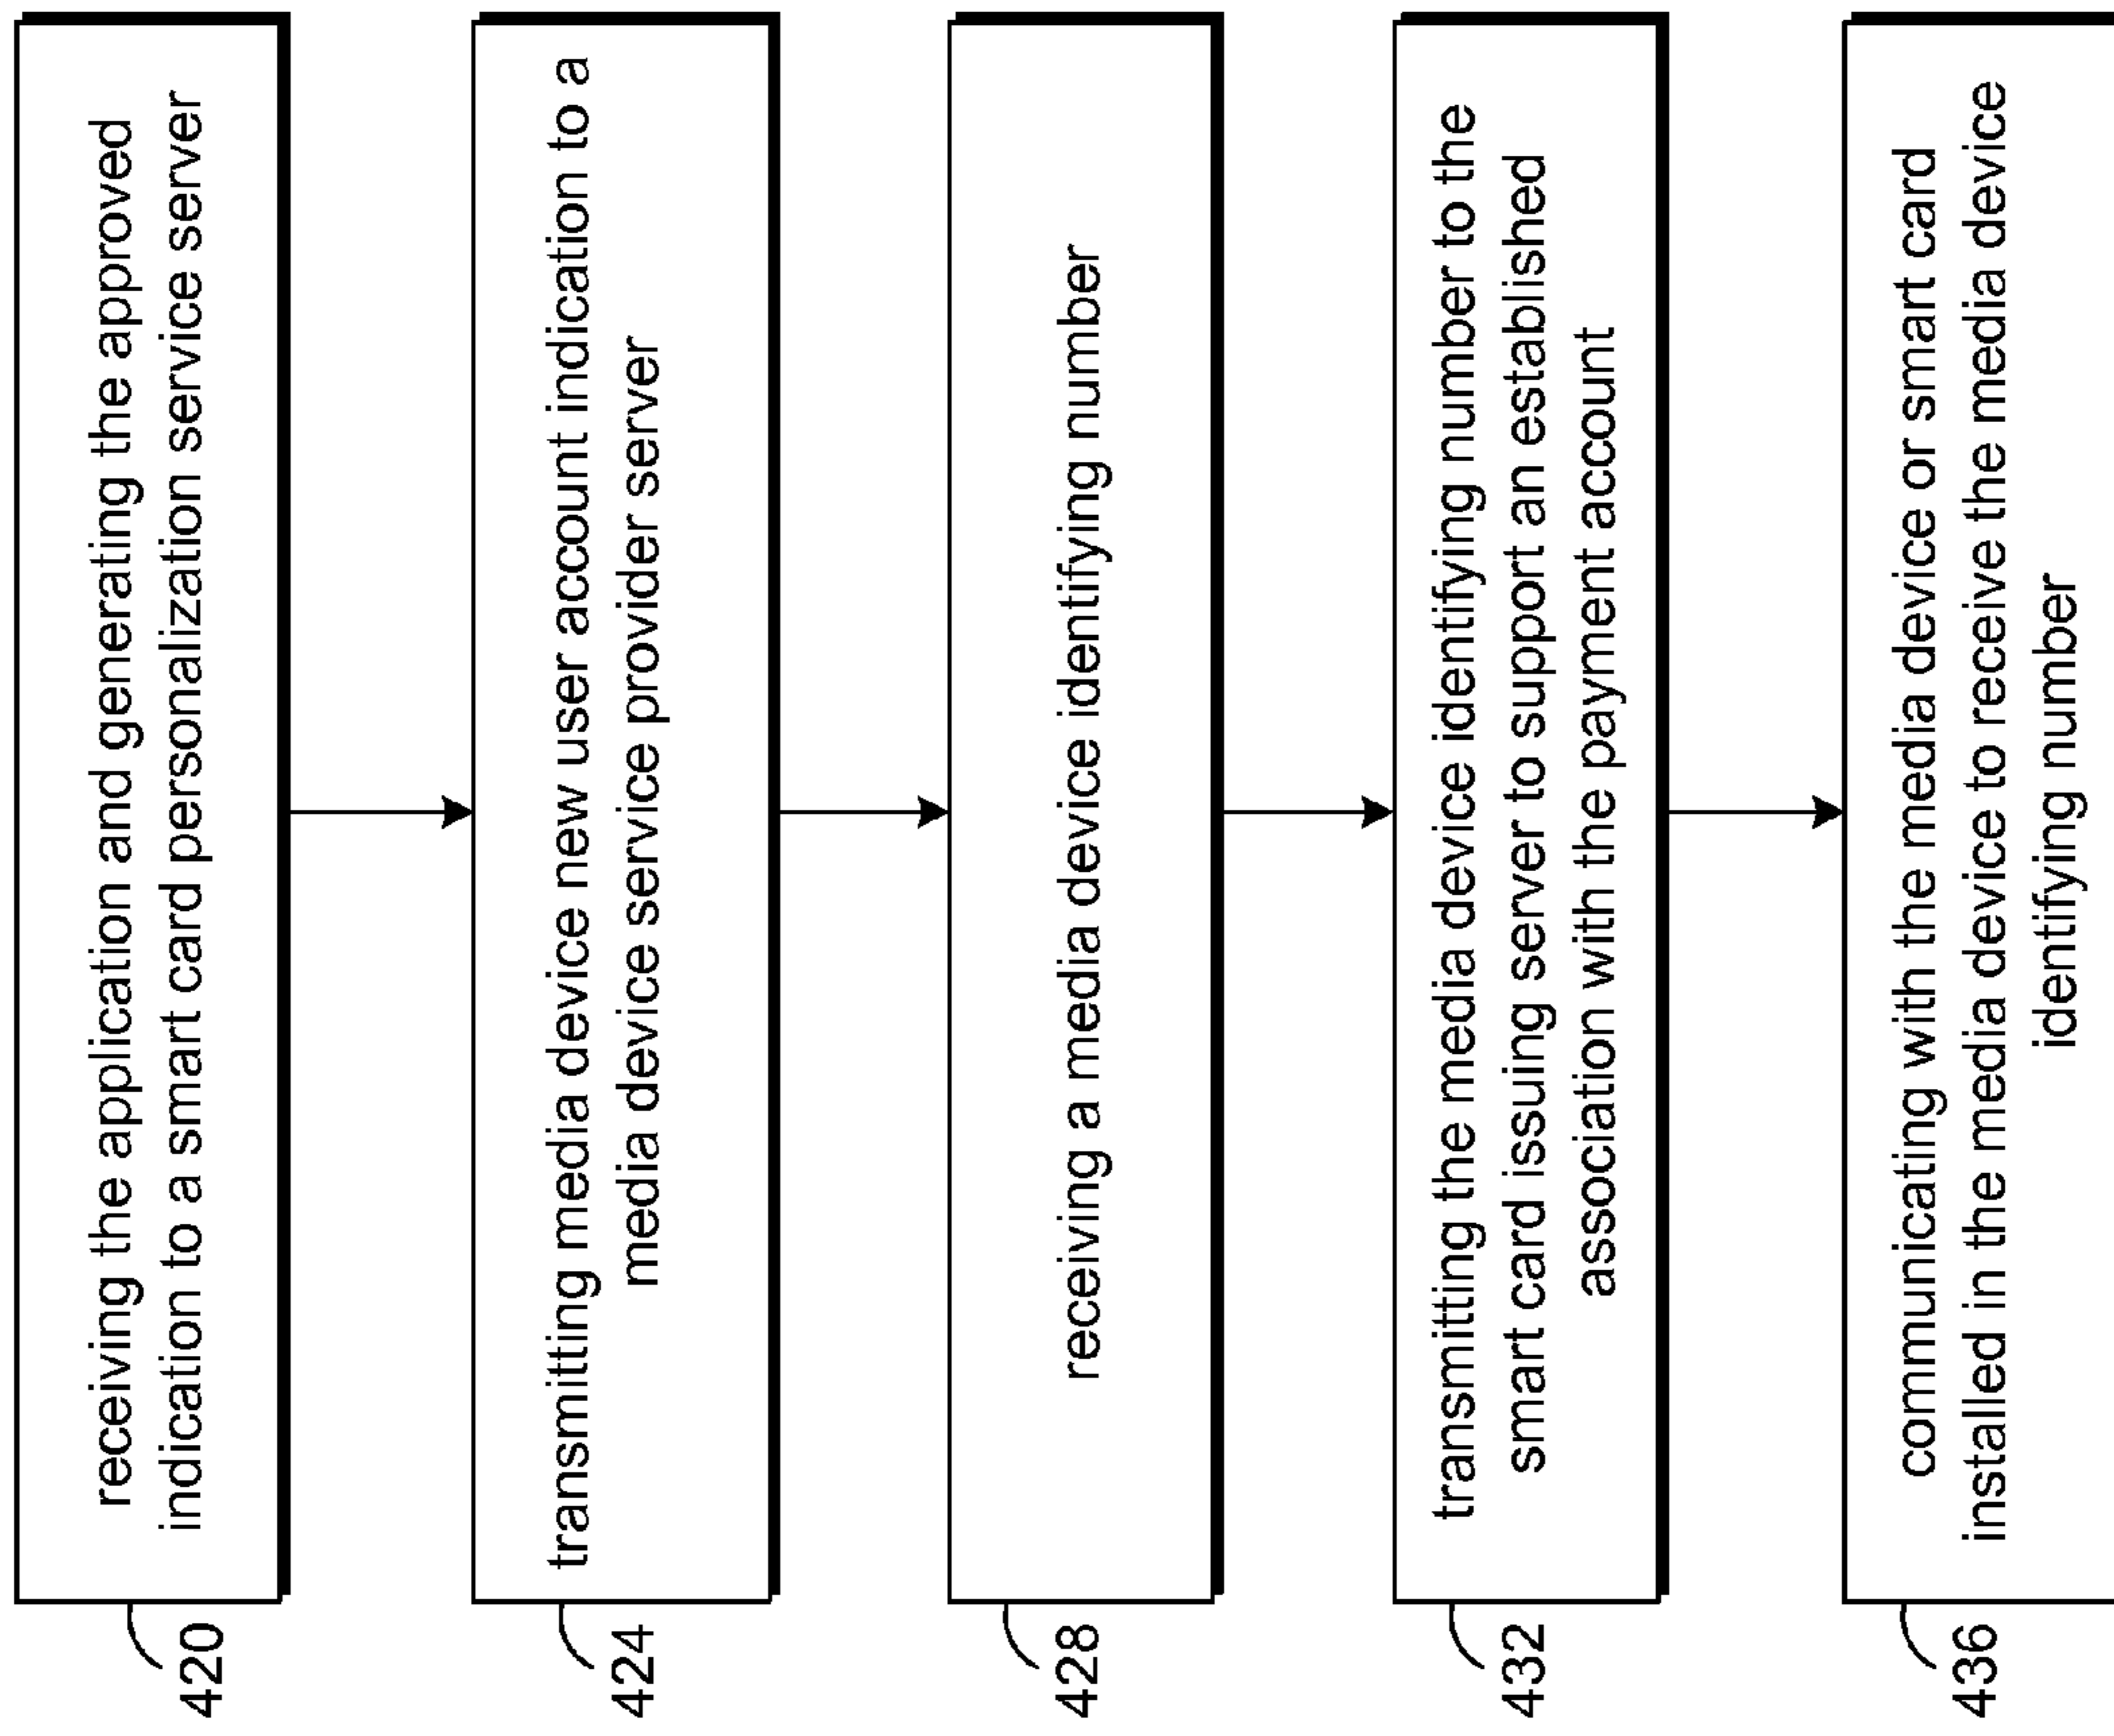 receiving the application and generating the approved
indication to a smart card personalization service server
420
transmitting media device new user account indication to a
media device service provider server
424
receiving a media device identifying number
428
transmitting the media device identifying number to the
smart card issuing server to support an established
association with the payment account
432
communicating with the media device or smart card
installed in the media device to receive the media device
identifying number
436